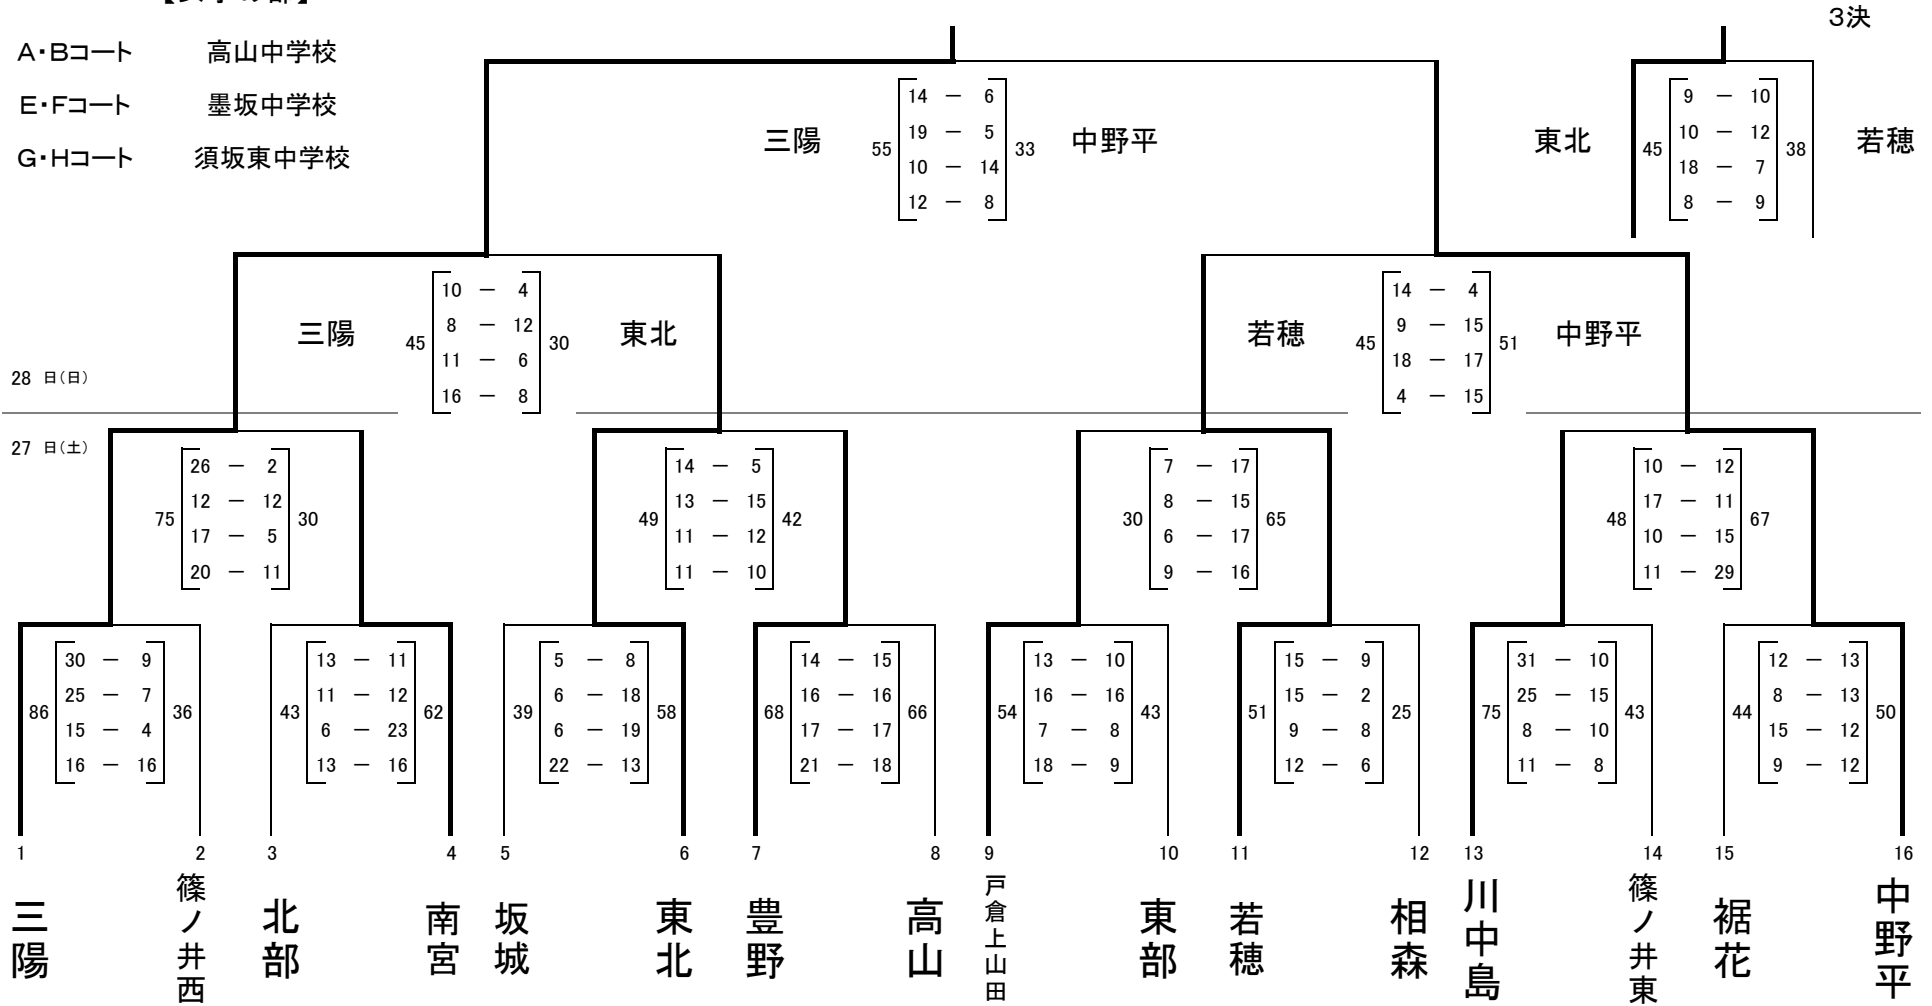 3決
A・Bコート 高山中学校
E・Fコート 墨坂中学校
G・Hコート 須坂東中学校
三陽 55 33 中野平
14 － 6
19 － 5
10 － 14
12 － 8
東北 45 38 若穂
9 － 10
10 － 12
18 － 7
8 － 9
三陽 45 30 東北
10 － 4
8 － 12
11 － 6
16 － 8
若穂 45 51 中野平
14 － 4
9 － 15
18 － 17
4 － 15
28 日(日)
27 日(土)
75 30
26 － 2
12 － 12
17 － 5
20 － 11
49 42
14 － 5
13 － 15
11 － 12
11 － 10
30 65
7 － 17
8 － 15
6 － 17
9 － 16
48 67
10 － 12
17 － 11
10 － 15
11 － 29
86 36
30 － 9
25 － 7
15 － 4
16 － 16
43 62
13 － 11
11 － 12
6 － 23
13 － 16
39 58
5 － 8
6 － 18
6 － 19
22 － 13
68 66
14 － 15
16 － 16
17 － 17
21 － 18
54 43
13 － 10
16 － 16
7 － 8
18 － 9
51 25
15 － 9
15 － 2
9 － 8
12 － 6
75 43
31 － 10
25 － 15
8 － 10
11 － 8
44 50
12 － 13
8 － 13
15 － 12
9 － 12
1 2 3 4 5 6 7 8 9 10 11 12 13 14 15 16
三陽
篠ノ井西
北部
南宮
坂城
東北
豊野
高山
戸倉上山田
東部
若穂
相森
川中島
篠ノ井東
裾花
中野平